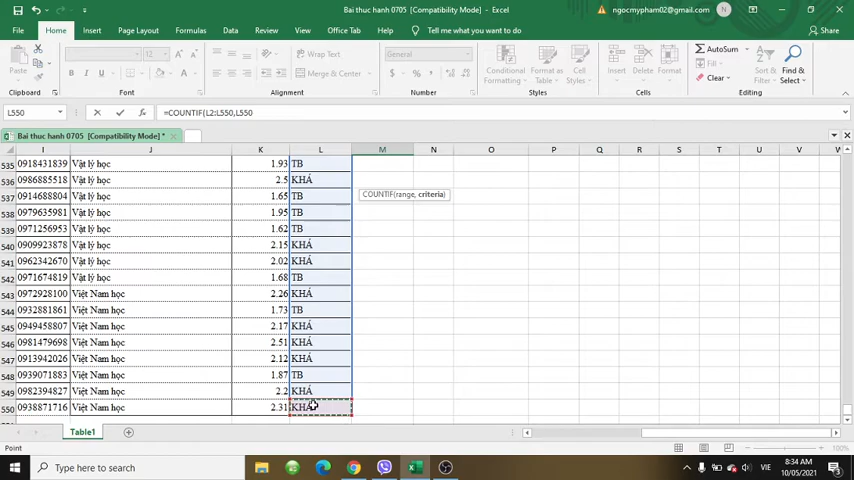 Bai thuc hanh 0705 [Compatibility Mode] - Excel
ngocmypham02@gmail.com N
File Home Insert Page Layout Formulas Data Review View Office Tab Help Tell me what you want to do Share
Paste 12 Wrap Text General Conditional Formatting Format as Table Cell Styles Insert Delete Format AutoSum Fill Clear Sort & Filter Find & Select
Merge & Center
Clipboard Font Alignment Number Styles Cells Editing
L550 =COUNTIF(L2:L550,L550
Bai thuc hanh 0705 [Compatibility Mode] *
I J K L M N O P Q R S T U V W
535 0918431839 Vật lý học 1.93 TB
536 0986885518 Vật lý học 2.5 KHÁ
COUNTIF(range, criteria)
537 0914688804 Vật lý học 1.65 TB
538 0979635981 Vật lý học 1.95 TB
539 0971256953 Vật lý học 1.62 TB
540 0909923878 Vật lý học 2.15 KHÁ
541 0962342670 Vật lý học 2.02 KHÁ
542 0971674819 Vật lý học 1.68 TB
543 0972928100 Việt Nam học 2.26 KHÁ
544 0932881861 Việt Nam học 1.73 TB
545 0949458807 Việt Nam học 2.17 KHÁ
546 0981479698 Việt Nam học 2.51 KHÁ
547 0913942026 Việt Nam học 2.12 KHÁ
548 0939071883 Việt Nam học 1.87 TB
549 0982394827 Việt Nam học 2.2 KHÁ
550 0938871716 Việt Nam học 2.31 KHÁ
Table1
Point 100%
Type here to search VIE 8:34 AM
10/05/2021 3